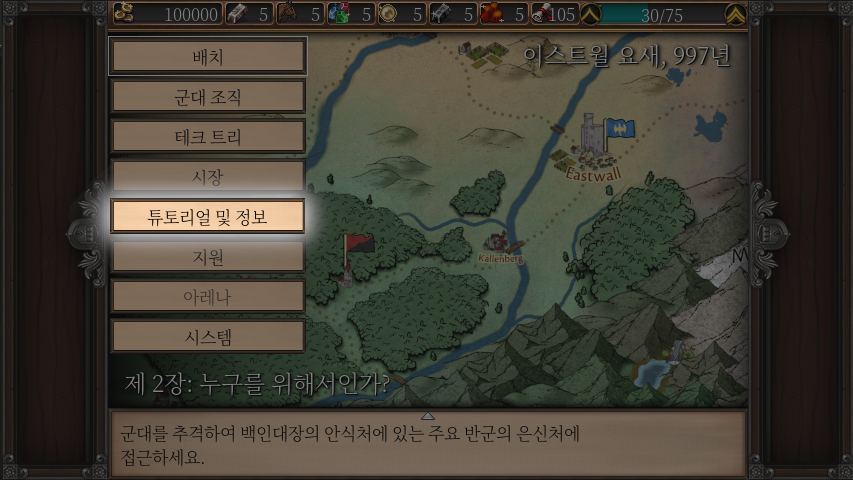 100000 5 5 5 5 5 5 105 30/75
이스트월 요새, 997년
배치
군대 조직
테크 트리
시장
튜토리얼 및 정보
지원
아레나
시스템
Eastwall
Kallenberg
M
제 2장: 누구를 위해서인가?
군대를 추격하여 백인대장의 안식처에 있는 주요 반군의 은신처에
접근하세요.